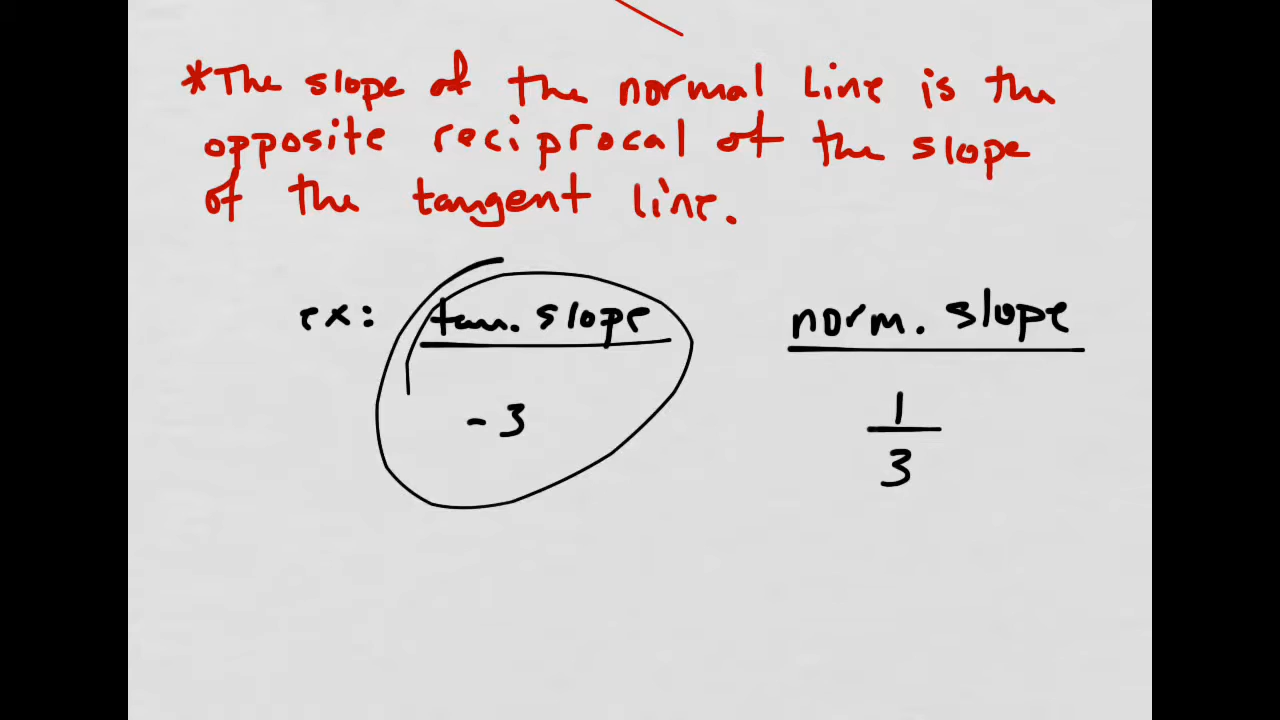 *The slope of the normal line is the
opposite reciprocal of the slope
of the tangent line.
ex: tan. slope norm. slope
-3 1/3